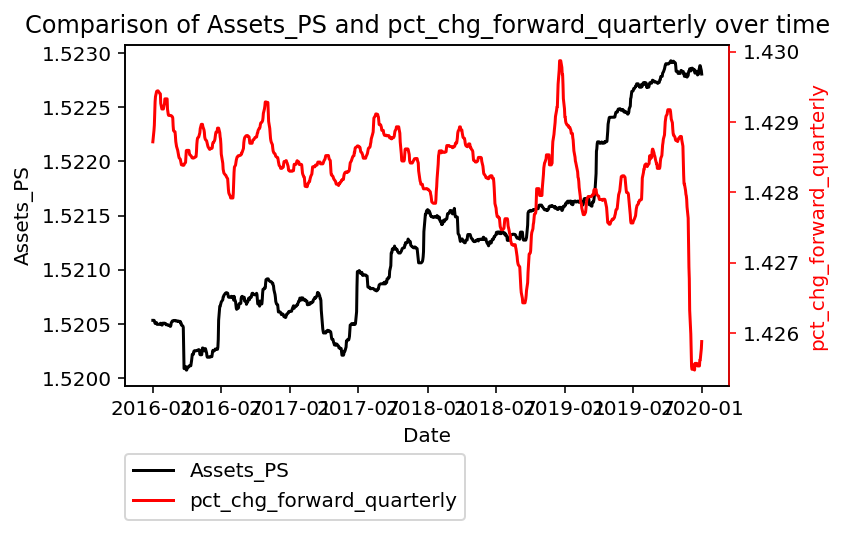 Comparison of Assets_PS and pct_chg_forward_quarterly over time
1.5230
1.5225
1.5220
1.5215
1.5210
1.5205
1.5200
Assets_PS
1.430
1.429
1.428
1.427
1.426
pct_chg_forward_quarterly
2016-01 2016-07 2017-01 2017-07 2018-01 2018-07 2019-01 2019-07 2020-01
Date
Assets_PS
pct_chg_forward_quarterly